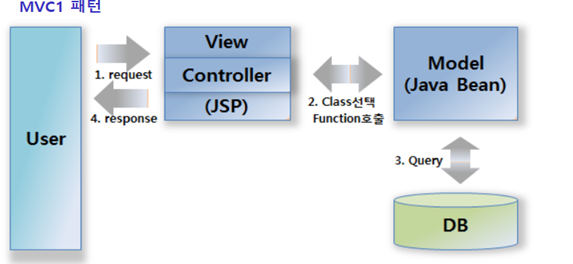 MVC1 패턴
User
1. request
4. response
View
Controller
(JSP)
2. Class선택
Function호출
Model
(Java Bean)
3. Query
DB